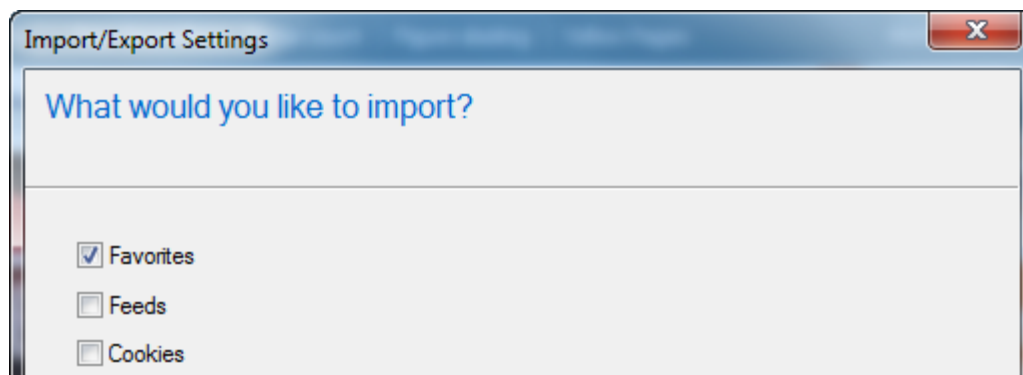 Import/Export Settings
What would you like to import?
Favorites
Feeds
Cookies